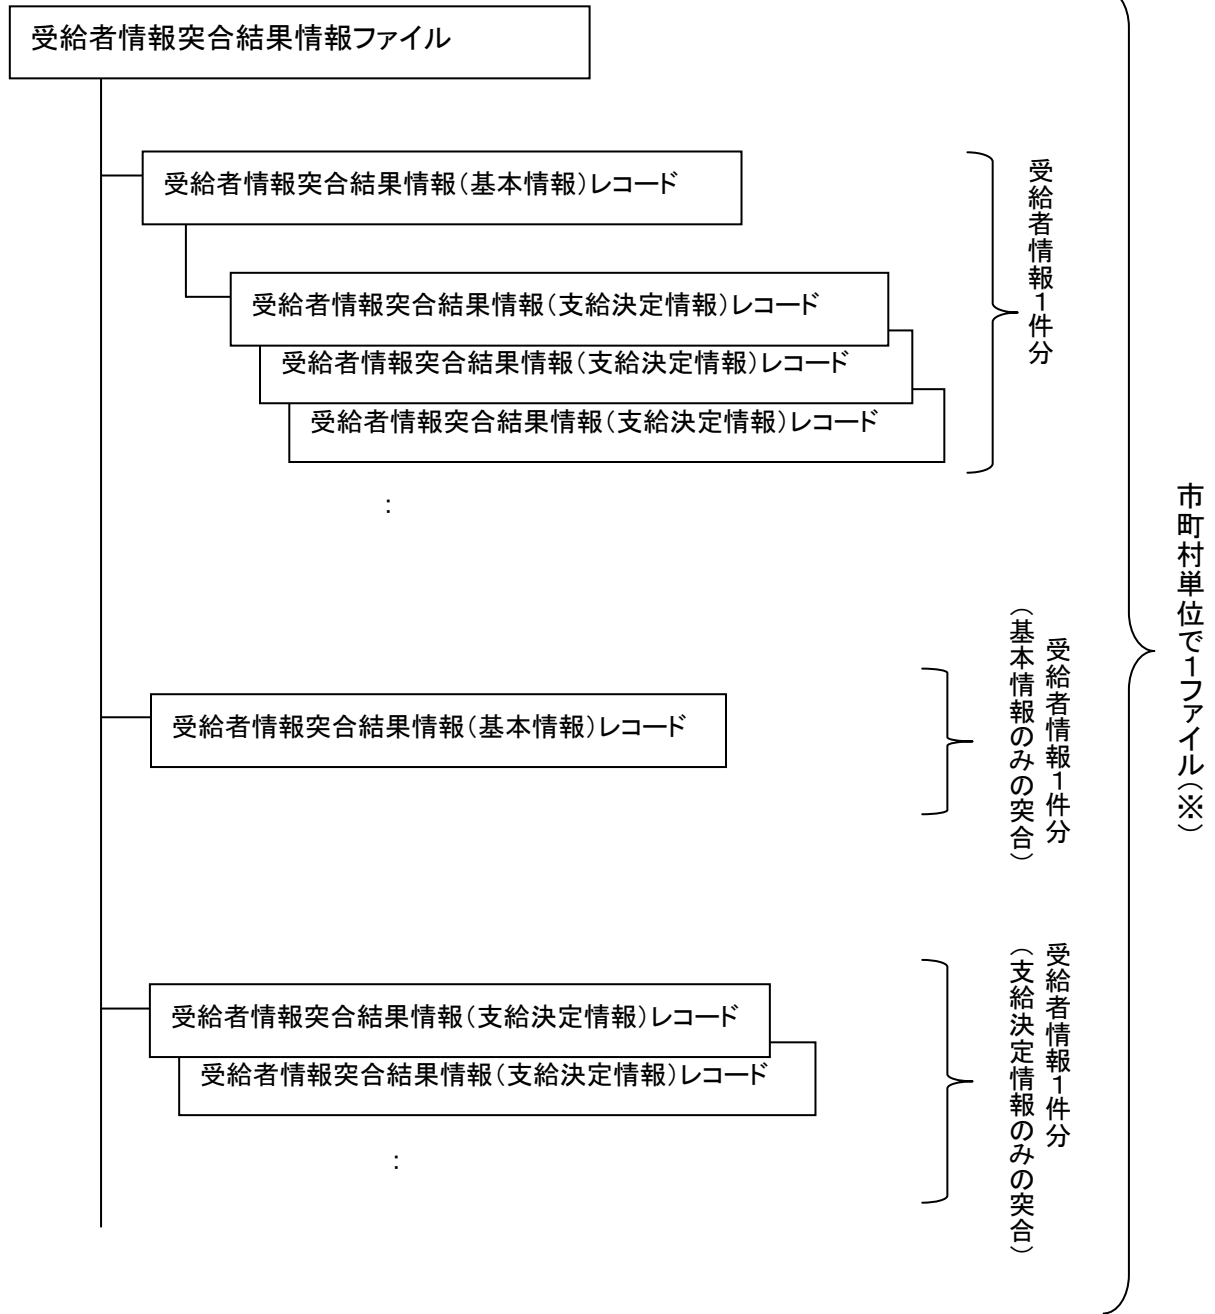 受給者情報突合結果情報ファイル
受給者情報突合結果情報(基本情報)レコード
受給者情報突合結果情報(支給決定情報)レコード
受給者情報突合結果情報(支給決定情報)レコード
受給者情報突合結果情報(支給決定情報)レコード
:
受給者情報1件分
受給者情報突合結果情報(基本情報)レコード
受給者情報1件分
(基本情報のみの突合)
受給者情報突合結果情報(支給決定情報)レコード
受給者情報突合結果情報(支給決定情報)レコード
:
受給者情報1件分
(支給決定情報のみの突合)
市町村単位で1ファイル(※)